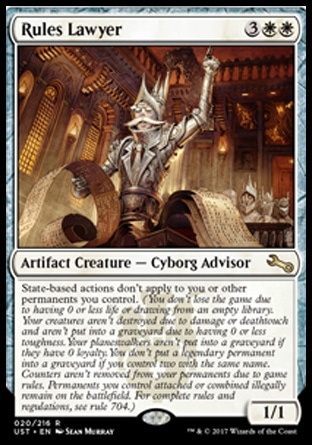 Rules Lawyer 3
Artifact Creature — Cyborg Advisor
State-based actions don't apply to you or other
permanents you control. (You don't lose the game due
to having 0 or less life or drawing from an empty library.
Your creatures aren't destroyed due to damage or deathtouch
and aren't put into a graveyard due to having 0 or less
toughness. Your planeswalkers aren't put into a graveyard if
they have 0 loyalty. You don't put a legendary permanent
into a graveyard if you control two with the same name.
Counters aren't removed from your permanents due to game
rules. Permanents you control attached or combined illegally
remain on the battlefield. For complete rules and
regulations, see rule 704.)
1/1
020/216 R
UST • EN SEAN MURRAY ™ & © 2017 Wizards of the Coast